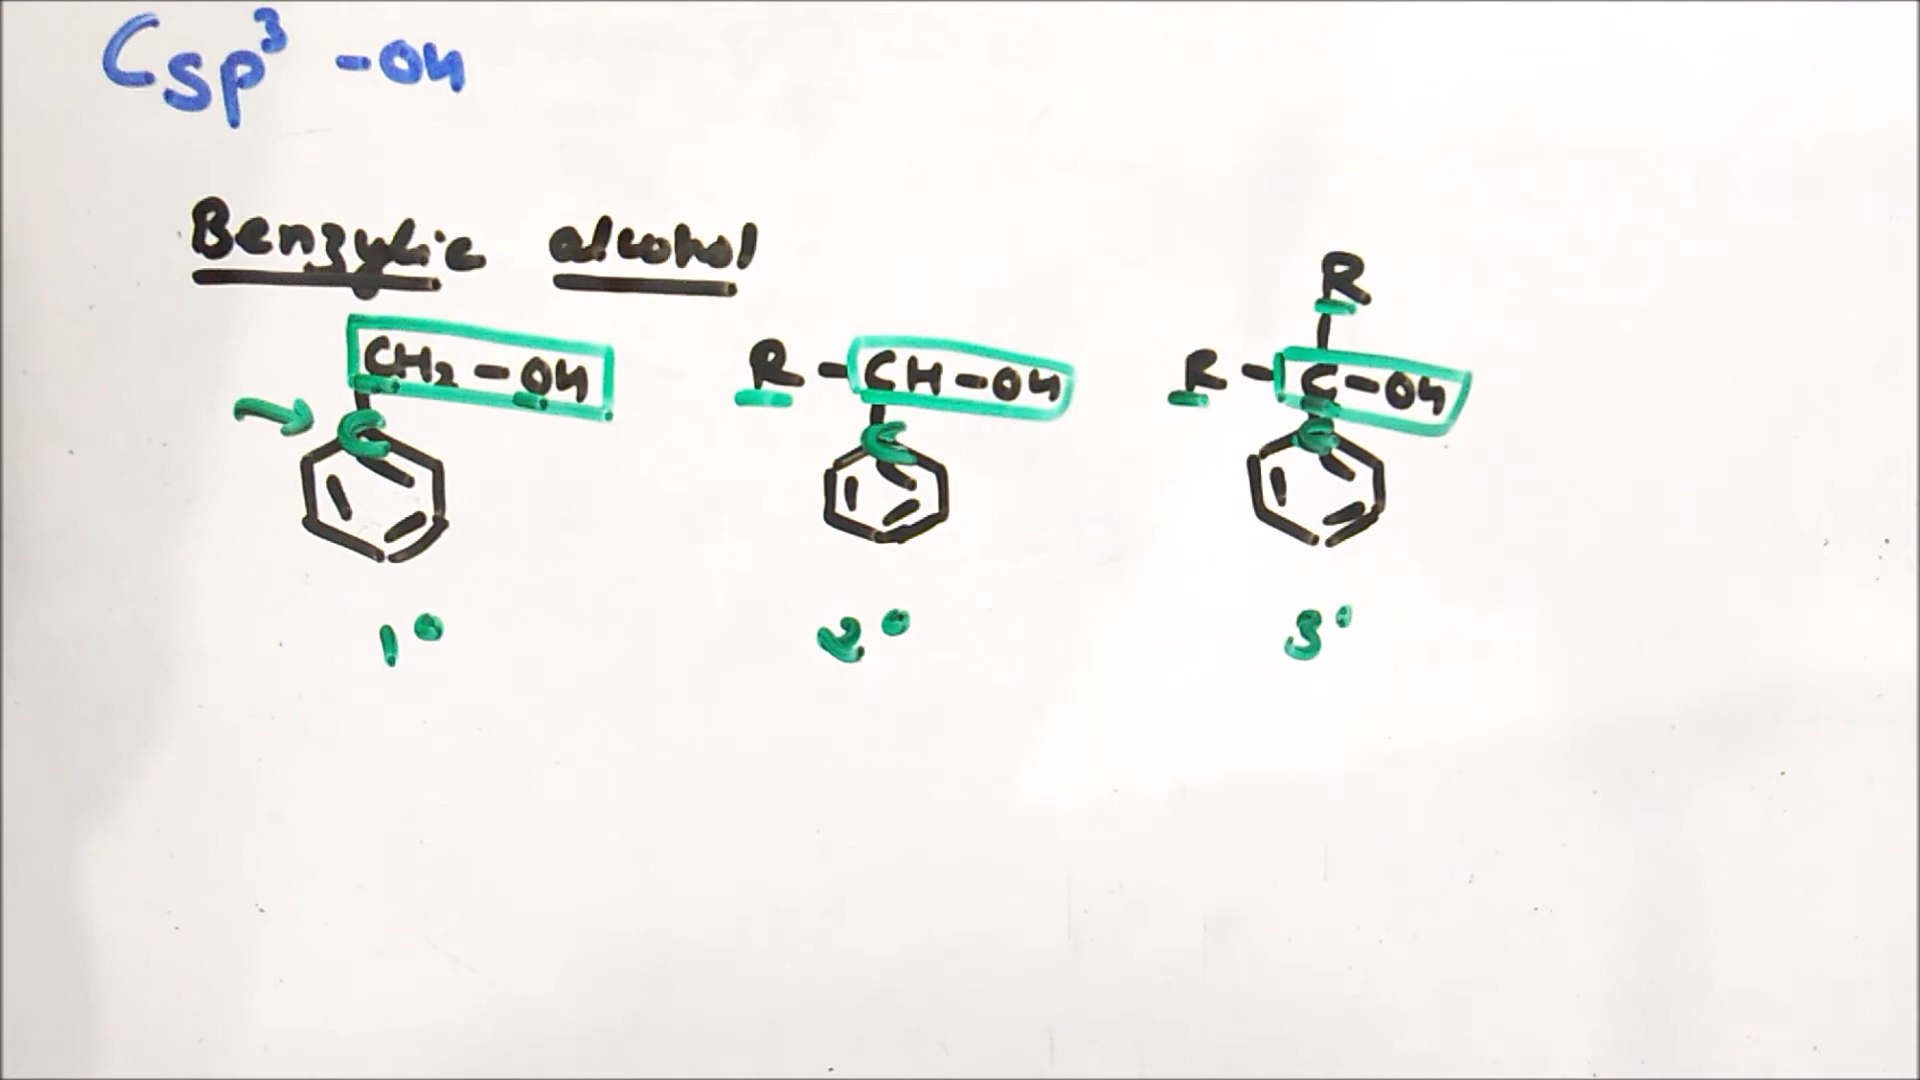 Csp³ -OH
Benzylic alcohol
R
CH₂-OH R-CH-OH R-C-OH
1° 2° 3°